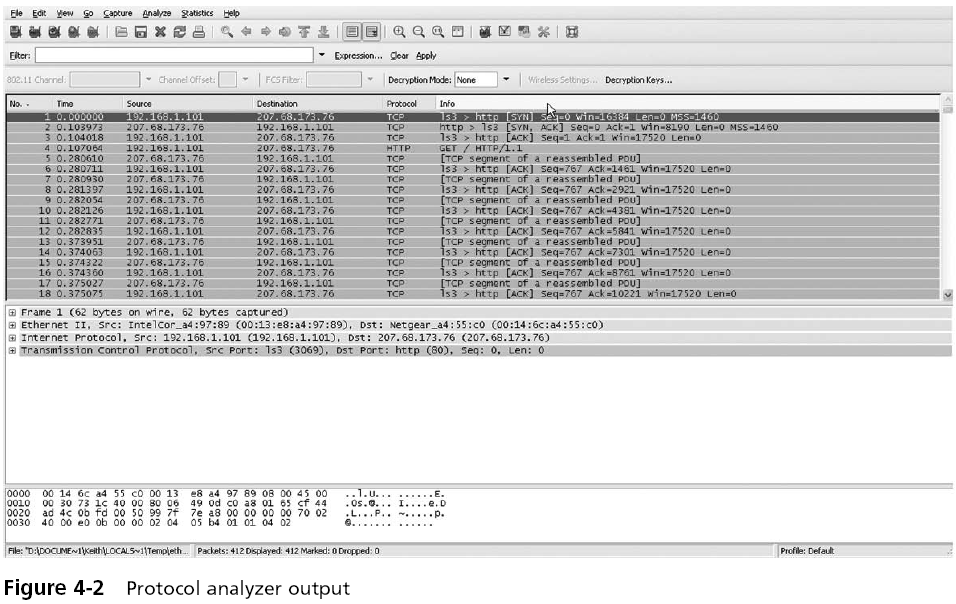 File Edit View Go Capture Analyze Statistics Help
Filter: Expression... Clear Apply
802.11 Channel: Channel Offset: FCS Filter: Decryption Mode: None Wireless Settings... Decryption Keys...
No. . Time Source Destination Protocol Info
1 0.000000 192.168.1.101 207.68.173.76 TCP ls3 > http [SYN] Seq=0 Win=16384 Len=0 MSS=1460
2 0.103973 207.68.173.76 192.168.1.101 TCP http > ls3 [SYN, ACK] Seq=0 Ack=1 Win=8190 Len=0 MSS=1460
3 0.104018 192.168.1.101 207.68.173.76 TCP ls3 > http [ACK] Seq=1 Ack=1 Win=17520 Len=0
4 0.107064 192.168.1.101 207.68.173.76 HTTP GET / HTTP/1.1
5 0.280610 207.68.173.76 192.168.1.101 TCP [TCP segment of a reassembled PDU]
6 0.280711 192.168.1.101 207.68.173.76 TCP ls3 > http [ACK] Seq=767 Ack=1461 Win=17520 Len=0
7 0.280930 207.68.173.76 192.168.1.101 TCP [TCP segment of a reassembled PDU]
8 0.281397 192.168.1.101 207.68.173.76 TCP ls3 > http [ACK] Seq=767 Ack=2921 Win=17520 Len=0
9 0.282054 207.68.173.76 192.168.1.101 TCP [TCP segment of a reassembled PDU]
10 0.282126 192.168.1.101 207.68.173.76 TCP ls3 > http [ACK] Seq=767 Ack=4381 Win=17520 Len=0
11 0.282771 207.68.173.76 192.168.1.101 TCP [TCP segment of a reassembled PDU]
12 0.282835 192.168.1.101 207.68.173.76 TCP ls3 > http [ACK] Seq=767 Ack=5841 Win=17520 Len=0
13 0.373951 207.68.173.76 192.168.1.101 TCP [TCP segment of a reassembled PDU]
14 0.374063 192.168.1.101 207.68.173.76 TCP ls3 > http [ACK] Seq=767 Ack=7301 Win=17520 Len=0
15 0.374322 207.68.173.76 192.168.1.101 TCP [TCP segment of a reassembled PDU]
16 0.374360 192.168.1.101 207.68.173.76 TCP ls3 > http [ACK] Seq=767 Ack=8761 Win=17520 Len=0
17 0.375027 207.68.173.76 192.168.1.101 TCP [TCP segment of a reassembled PDU]
18 0.375075 192.168.1.101 207.68.173.76 TCP ls3 > http [ACK] Seq=767 Ack=10221 Win=17520 Len=0
Frame 1 (62 bytes on wire, 62 bytes captured)
Ethernet II, Src: IntelCor_a4:97:89 (00:13:e8:a4:97:89), Dst: Netgear_a4:55:c0 (00:14:6c:a4:55:c0)
Internet Protocol, Src: 192.168.1.101 (192.168.1.101), Dst: 207.68.173.76 (207.68.173.76)
Transmission Control Protocol, Src Port: ls3 (3069), Dst Port: http (80), Seq: 0, Len: 0
0000 00 14 6c a4 55 c0 00 13 e8 a4 97 89 08 00 45 00 ..l.U... ......E.
0010 00 30 73 1c 40 00 80 06 49 0d c0 a8 01 65 cf 44 .0s.@... I....e.D
0020 ad 4c 0b fd 00 50 99 7f 7e a8 00 00 00 00 70 02 .L...P.. ~.....p.
0030 40 00 e0 0b 00 00 02 04 05 b4 01 01 04 02 @....... ......
File: "D:\DOCUME~1\Keith\LOCALS~1\Temp\eth... Packets: 412 Displayed: 412 Marked: 0 Dropped: 0 Profile: Default
Figure 4-2 Protocol analyzer output